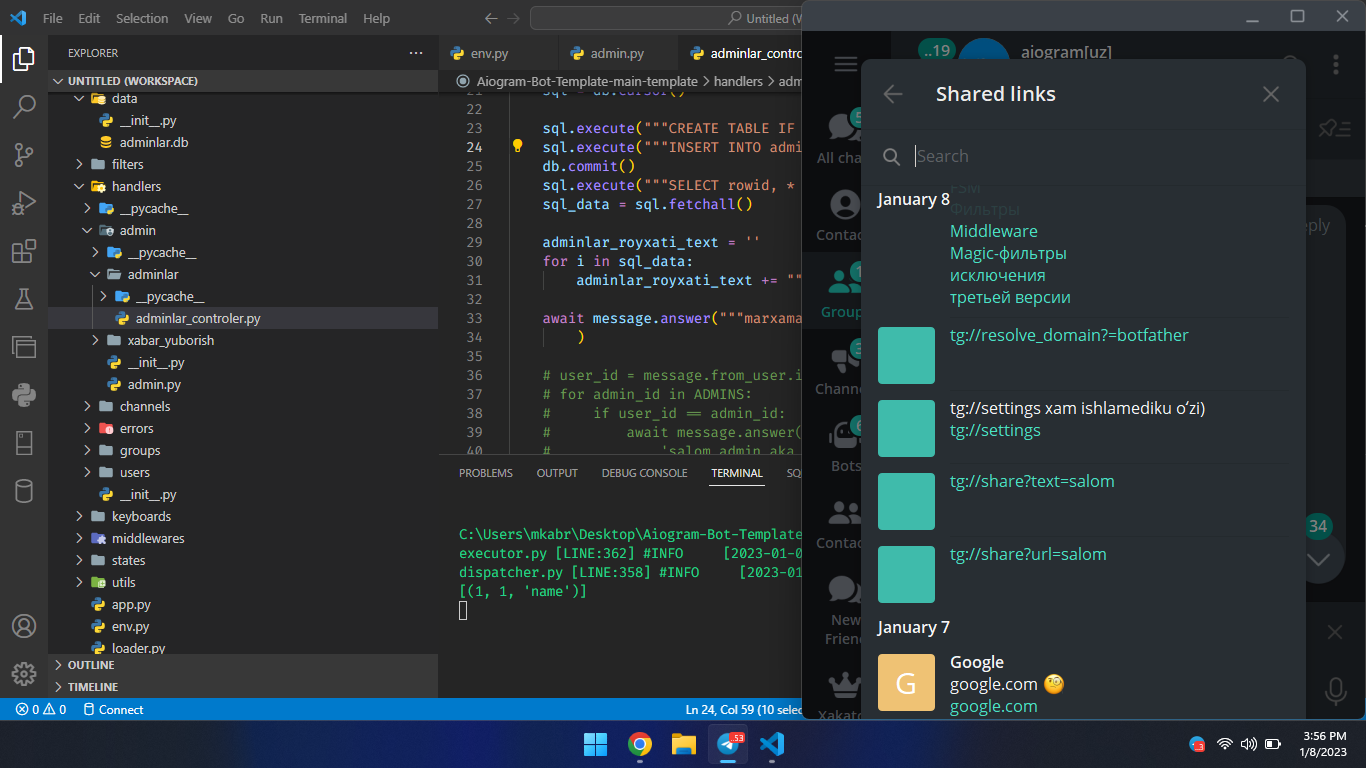 File Edit Selection View Go Run Terminal Help
Untitled (W
EXPLORER
UNTITLED (WORKSPACE)
data
__init__.py
adminlar.db
filters
handlers
__pycache__
admin
__pycache__
adminlar
__pycache__
adminlar_controler.py
xabar_yuborish
__init__.py
admin.py
channels
errors
groups
users
__init__.py
keyboards
middlewares
states
utils
app.py
env.py
loader.py
OUTLINE
TIMELINE
env.py admin.py adminlar_contro
Aiogram-Bot-Template-main-template > handlers > adm
21 sql = db.cursor()
22
23 sql.execute("""CREATE TABLE IF
24 sql.execute("""INSERT INTO admi
25 db.commit()
26 sql.execute("""SELECT rowid, *
27 sql_data = sql.fetchall()
28
29 adminlar_royxati_text = ''
30 for i in sql_data:
31 adminlar_royxati_text += ""
32
33 await message.answer("""marxama
34 )
35
36 # user_id = message.from_user.i
37 # for admin_id in ADMINS:
38 # if user_id == admin_id:
39 # await message.answer(
40 # 'salom admin aka
PROBLEMS OUTPUT DEBUG CONSOLE TERMINAL SQ
C:\Users\mkabr\Desktop\Aiogram-Bot-Template
executor.py [LINE:362] #INFO [2023-01-0
dispatcher.py [LINE:358] #INFO [2023-01
[(1, 1, 'name')]
0 0 Connect
Ln 24, Col 59 (10 selec
..19
aiogram[uz]
All cha
Contac
Group
Channe
Bots
Contac
New
Friend
Xakato
eply
34
Shared links
Search
January 8
FSM
Фильтры
Middleware
Magic-фильтры
исключения
третьей версии
tg://resolve_domain?=botfather
tg://settings xam ishlamediku oʻzi)
tg://settings
tg://share?text=salom
tg://share?url=salom
January 7
G
Google
google.com 🧐
google.com
53
3
3:56 PM
1/8/2023